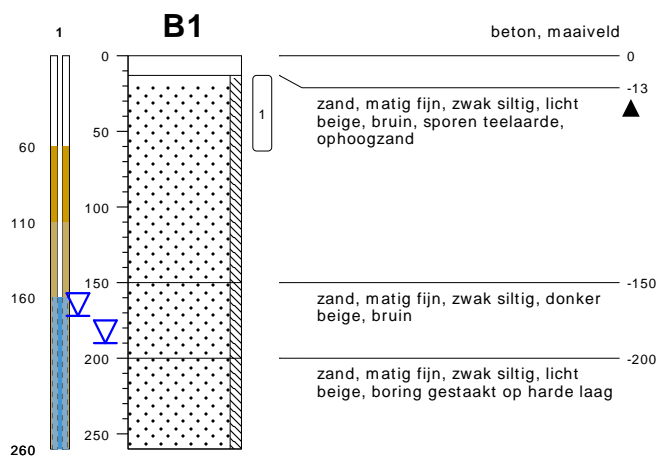 B1
1
beton, maaiveld
0
0
-13
1
zand, matig fijn, zwak siltig, licht
beige, bruin, sporen teelaarde,
ophoogzand
50
60
100
110
150
-150
160
zand, matig fijn, zwak siltig, donker
beige, bruin
200
-200
zand, matig fijn, zwak siltig, licht
beige, boring gestaakt op harde laag
250
260